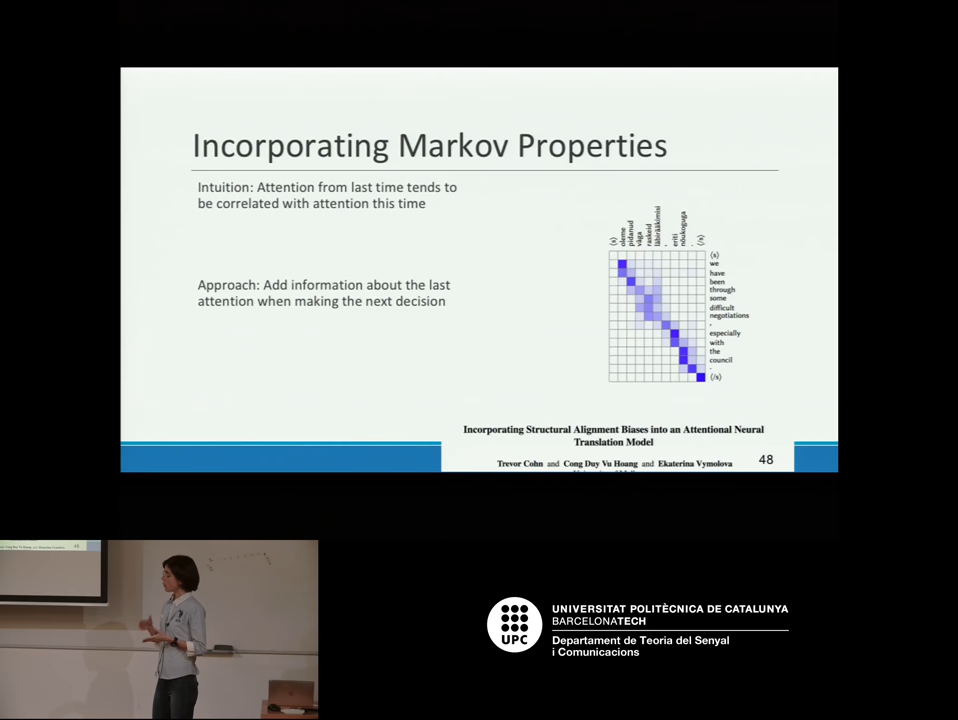 Incorporating Markov Properties
Intuition: Attention from last time tends to
be correlated with attention this time
Approach: Add information about the last
attention when making the next decision
⟨s⟩
oleme
pidanud
väga
raskeid
läbirääkimisi
,
eriti
nõukoguga
.
⟨/s⟩
⟨s⟩
we
have
been
through
some
difficult
negotiations
,
especially
with
the
council
.
⟨/s⟩
Incorporating Structural Alignment Biases into an Attentional Neural
Translation Model
Trevor Cohn and Cong Duy Vu Hoang and Ekaterina Vymolova
48
UPC
UNIVERSITAT POLITÈCNICA DE CATALUNYA
BARCELONATECH
Departament de Teoria del Senyal
i Comunicacions